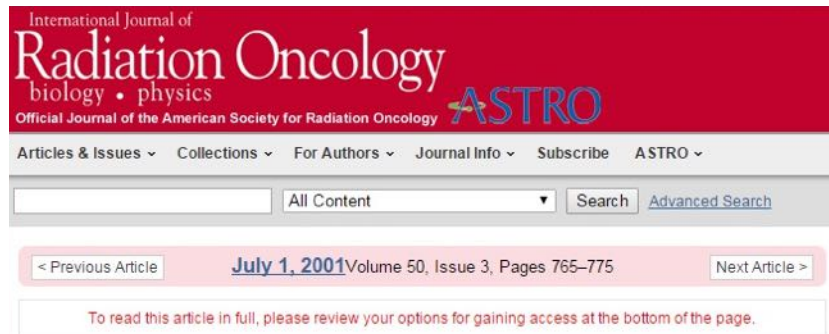 International Journal of
Radiation Oncology
biology • physics
Official Journal of the American Society for Radiation Oncology
ASTRO
Articles & Issues Collections For Authors Journal Info Subscribe ASTRO
All Content Search Advanced Search
< Previous Article July 1, 2001Volume 50, Issue 3, Pages 765–775 Next Article >
To read this article in full, please review your options for gaining access at the bottom of the page.